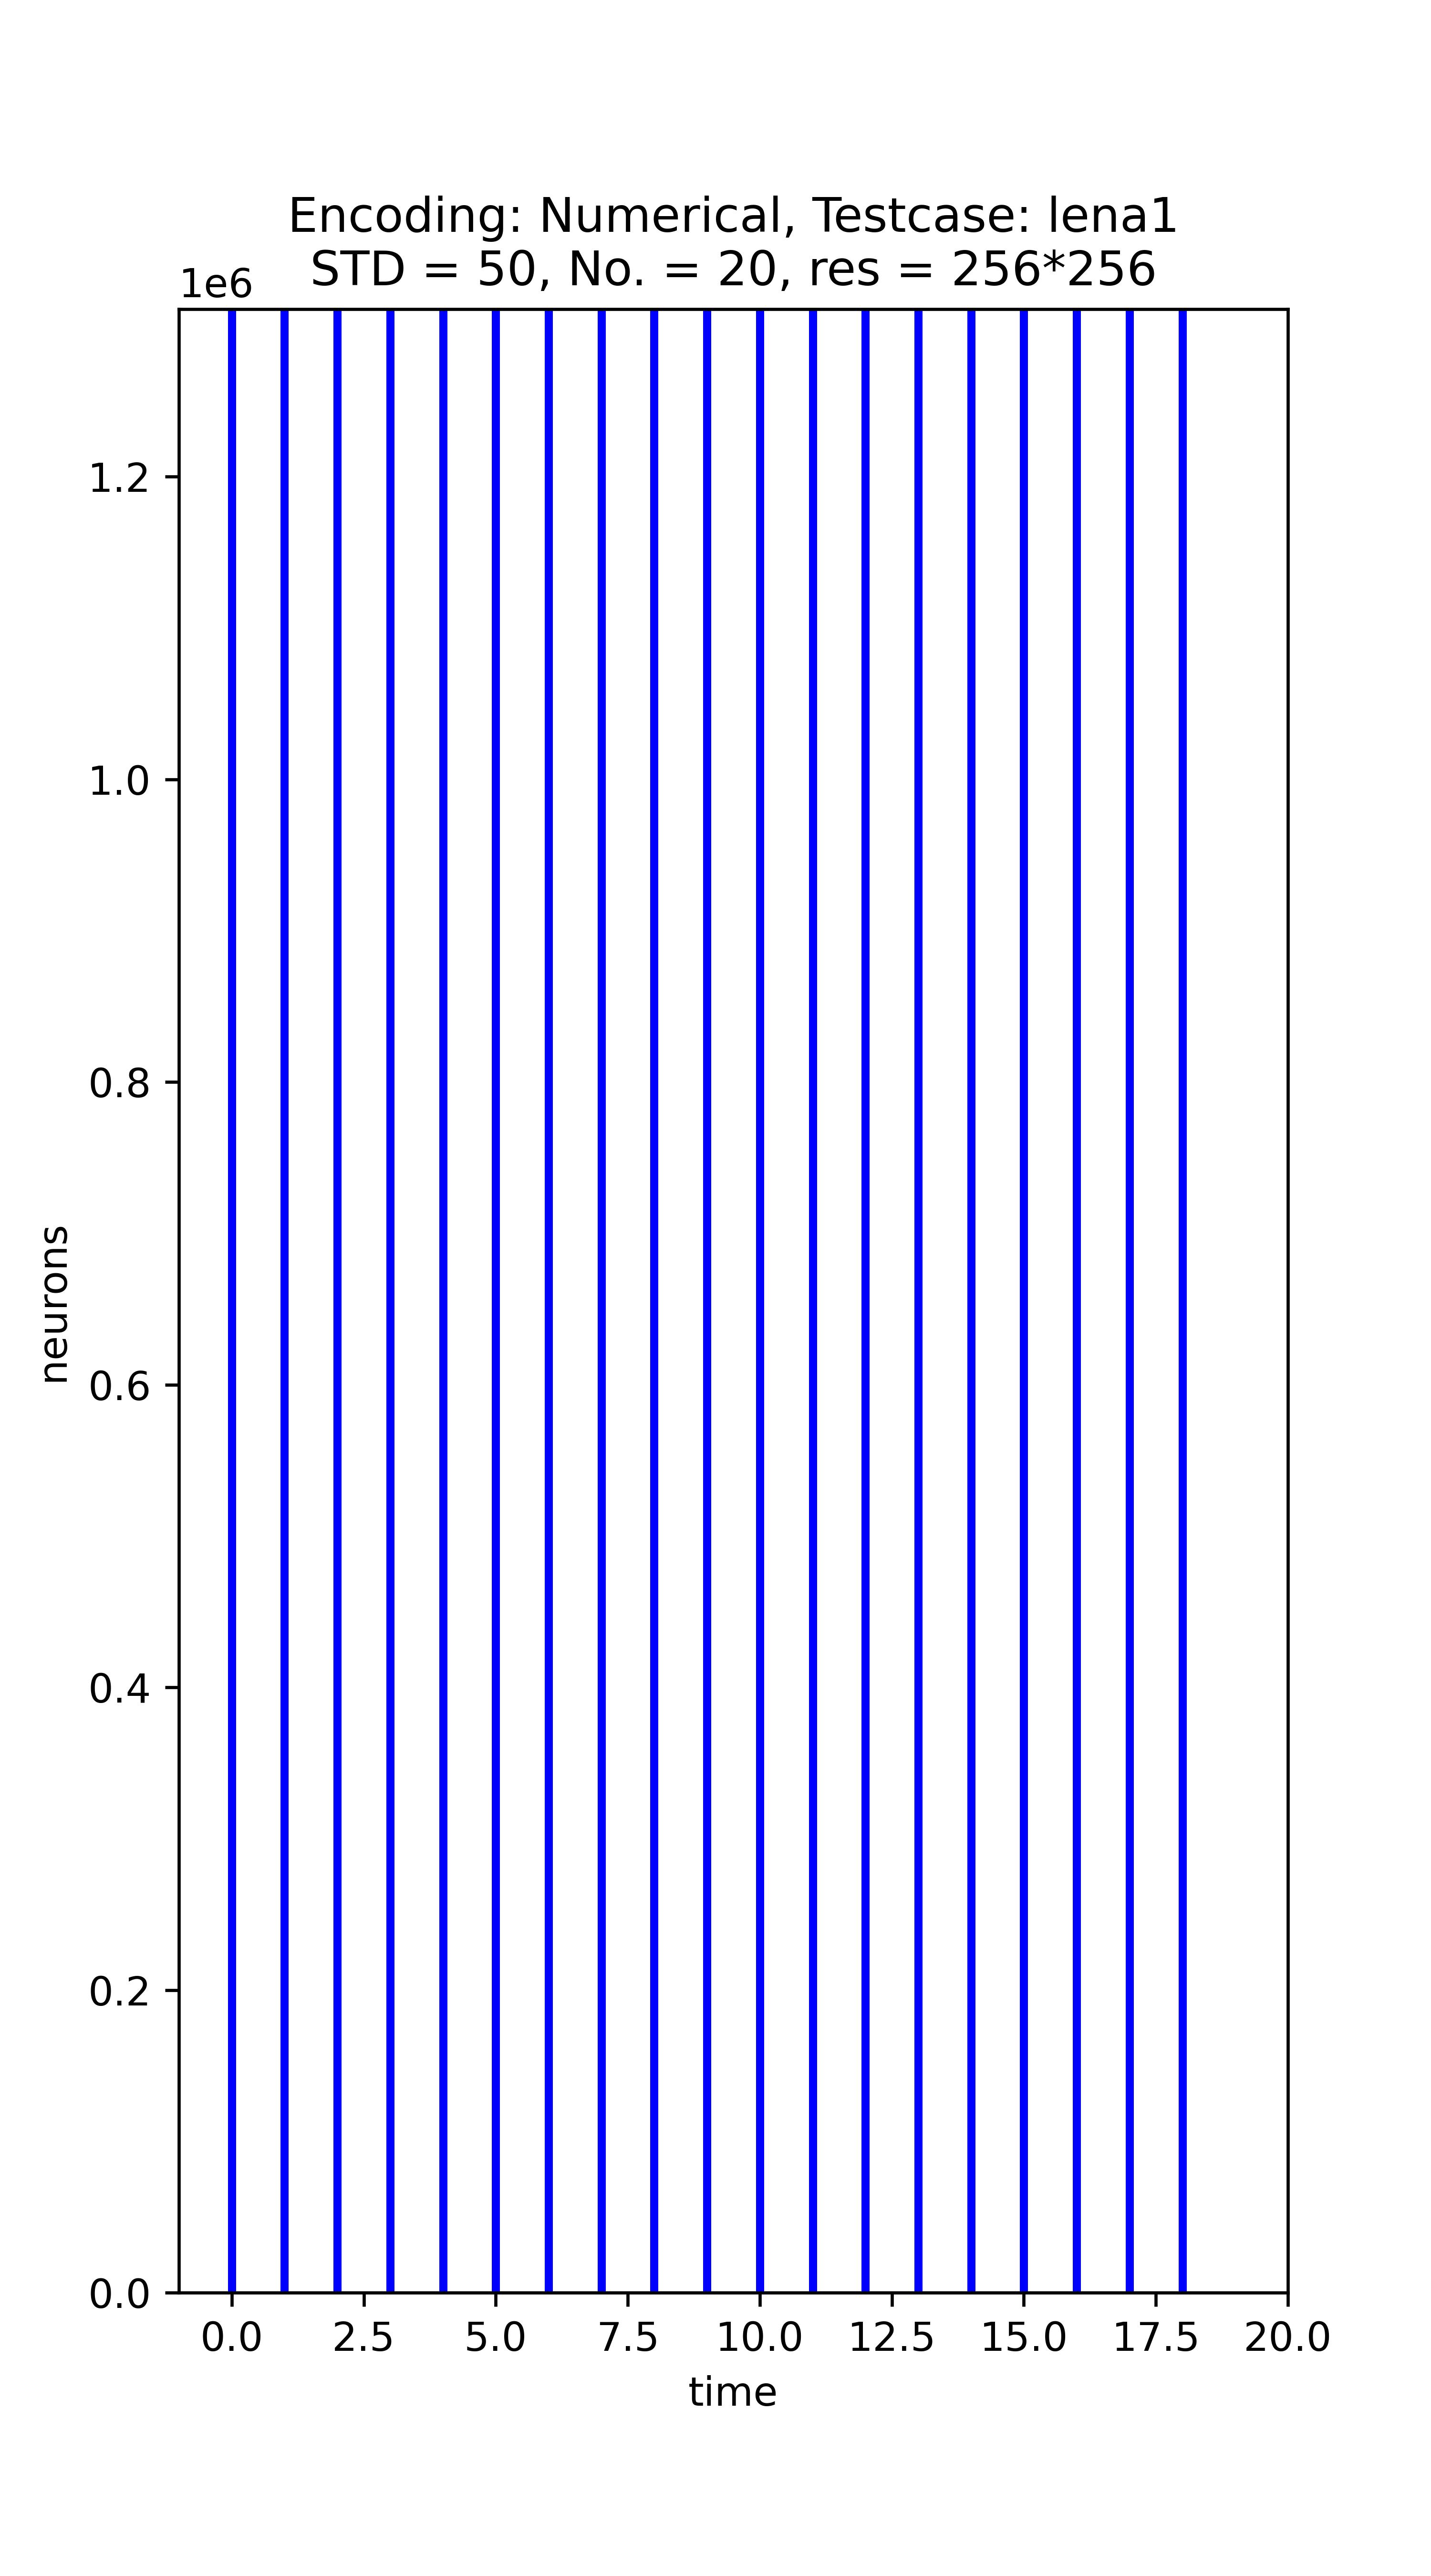 Encoding: Numerical, Testcase: lena1
STD = 50, No. = 20, res = 256*256
1e6
1.2
1.0
0.8
0.6
0.4
0.2
0.0
neurons
0.0 2.5 5.0 7.5 10.0 12.5 15.0 17.5 20.0
time